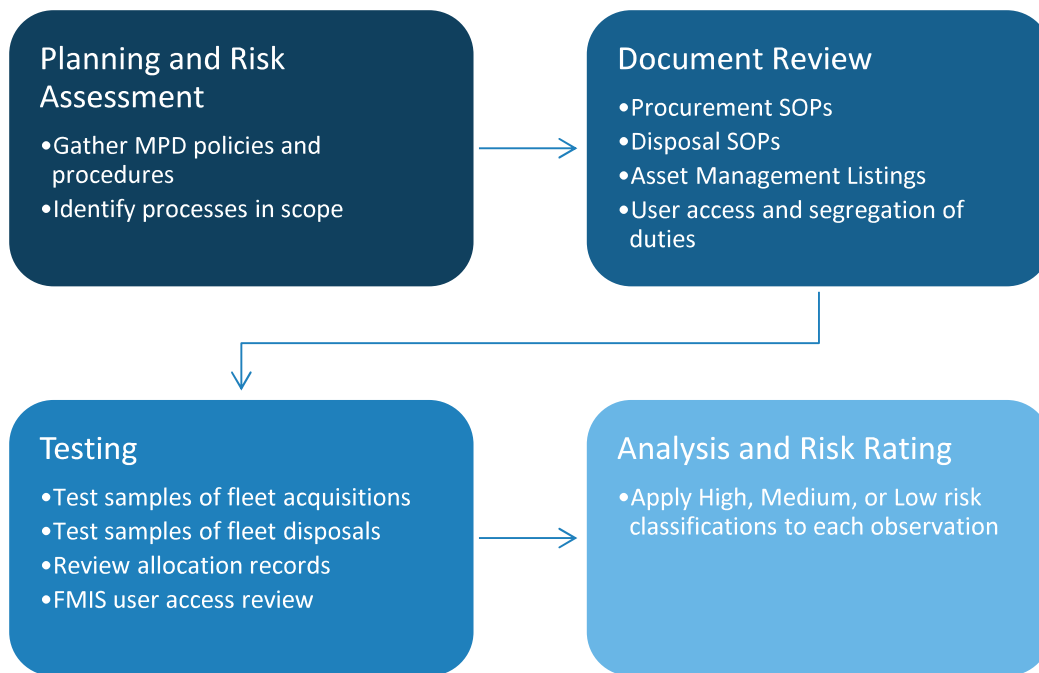 Planning and Risk
Assessment
•Gather MPD policies and
procedures
•Identify processes in scope
Document Review
•Procurement SOPs
•Disposal SOPs
•Asset Management Listings
•User access and segregation of
duties
Testing
•Test samples of fleet acquisitions
•Test samples of fleet disposals
•Review allocation records
•FMIS user access review
Analysis and Risk Rating
•Apply High, Medium, or Low risk
classifications to each observation